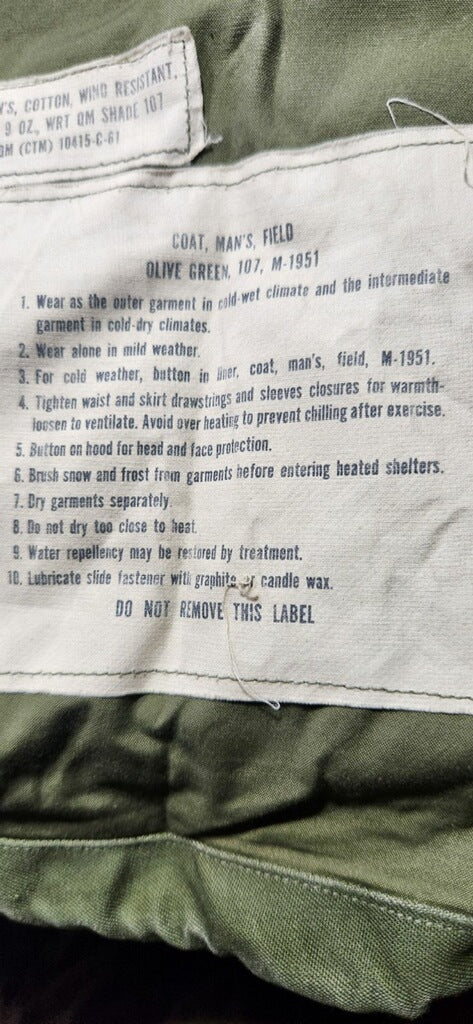 'S, COTTON, WIND RESISTANT,
9 OZ., WRT QM SHADE 107
QM (CTM) 10415-C-61
COAT, MAN'S, FIELD
OLIVE GREEN, 107, M-1951
1. Wear as the outer garment in cold-wet climate and the intermediate
garment in cold-dry climates.
2. Wear alone in mild weather.
3. For cold weather, button in liner, coat, man's, field, M-1951.
4. Tighten waist and skirt drawstrings and sleeves closures for warmth-
loosen to ventilate. Avoid over heating to prevent chilling after exercise.
5. Button on hood for head and face protection.
6. Brush snow and frost from garments before entering heated shelters.
7. Dry garments separately.
8. Do not dry too close to heat.
9. Water repellency may be restored by treatment.
10. Lubricate slide fastener with graphite or candle wax.
DO NOT REMOVE THIS LABEL